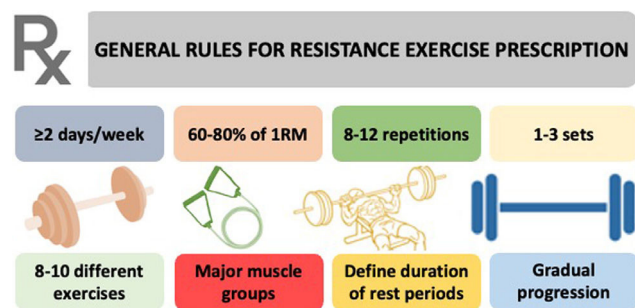 Rx
GENERAL RULES FOR RESISTANCE EXERCISE PRESCRIPTION
≥2 days/week
60-80% of 1RM
8-12 repetitions
1-3 sets
8-10 different
exercises
Major muscle
groups
Define duration
of rest periods
Gradual
progression